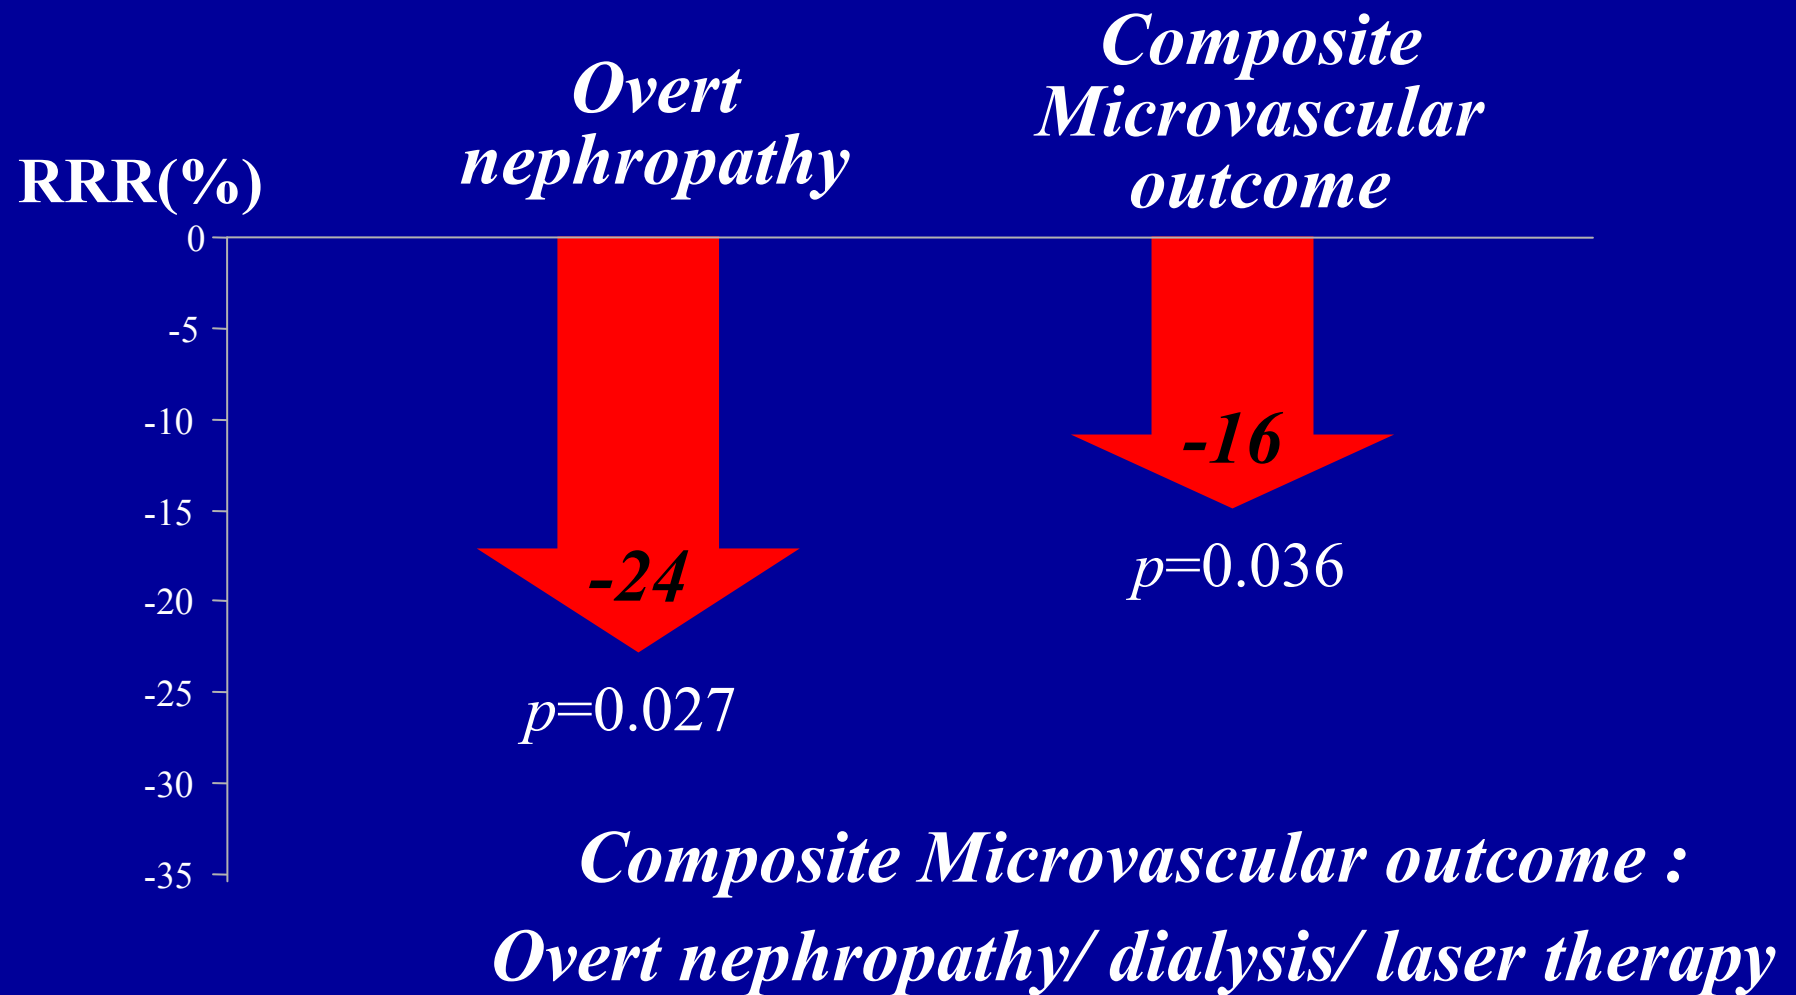 Overt
nephropathy
Composite
Microvascular
outcome
RRR(%)
0
-5
-10
-15
-20
-25
-30
-35
-24
p=0.027
-16
p=0.036
Composite Microvascular outcome :
Overt nephropathy/ dialysis/ laser therapy